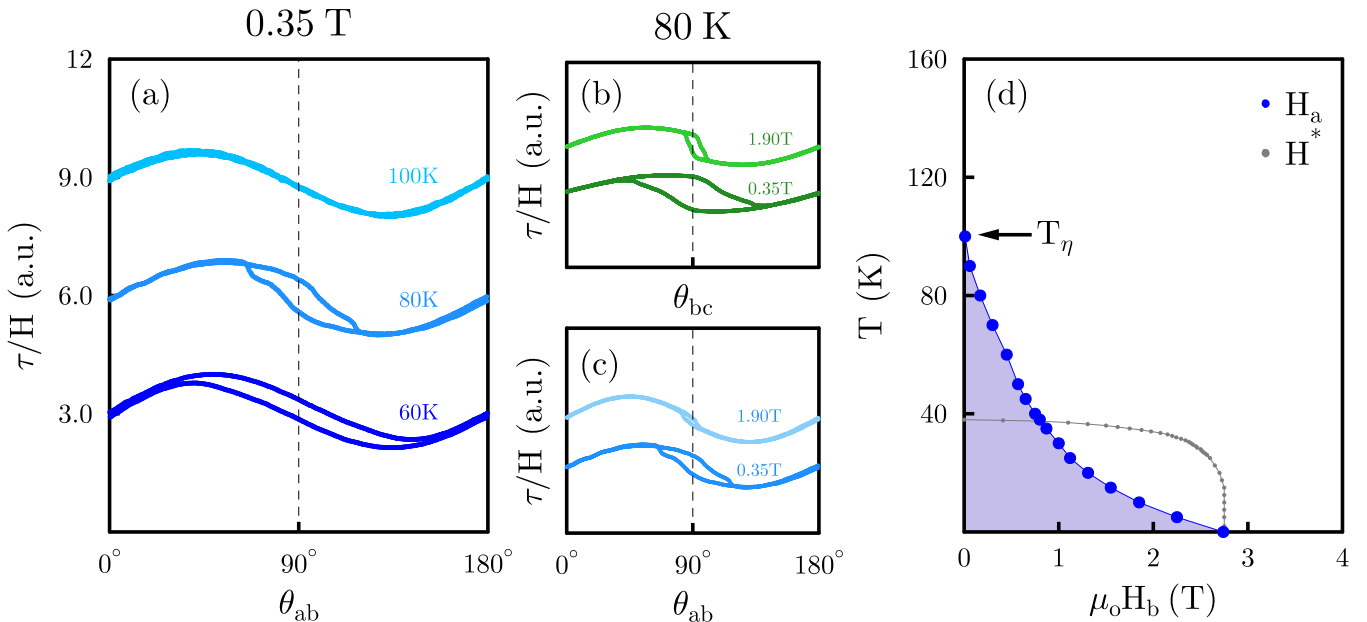 0.35 T
(a)
τ/H (a.u.)
12
9.0
6.0
3.0
100K
80K
60K
0° 90° 180°
θab
80 K
(b)
τ/H (a.u.)
1.90T
0.35T
θbc
(c)
τ/H (a.u.)
1.90T
0.35T
0° 90° 180°
θab
(d)
T (K)
160
120
80
40
Ha
H*
Tη
0 1 2 3 4
μoHb (T)